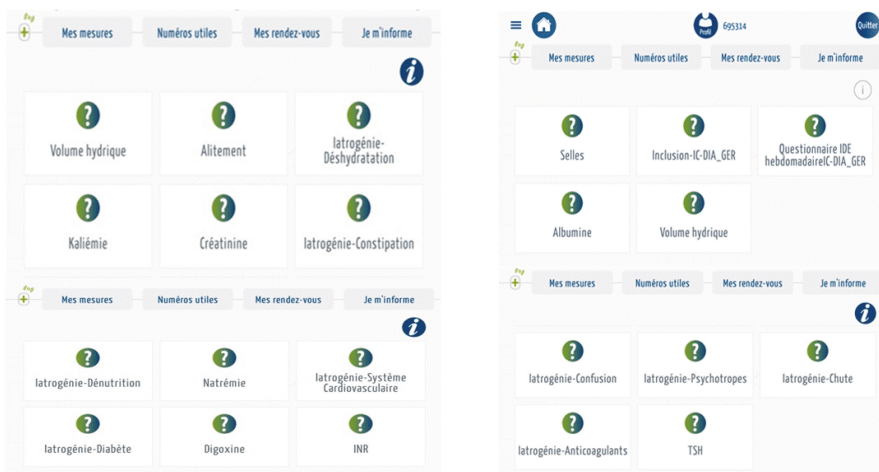 Mes mesures Numéros utiles Mes rendez-vous Je m'informe
i
? ? ?
Volume hydrique Alitement Iatrogénie-
Déshydratation
? ? ?
Kaliémie Créatinine Iatrogénie-Constipation
Mes mesures Numéros utiles Mes rendez-vous Je m'informe
i
? ? ?
Iatrogénie-Dénutrition Natrémie Iatrogénie-Système
Cardiovasculaire
? ? ?
Iatrogénie-Diabète Digoxine INR
Profil 695314 Quitter
Mes mesures Numéros utiles Mes rendez-vous Je m'informe
i
? ? ?
Selles Inclusion-IC-DIA_GER Questionnaire IDE
hebdomadaireIC-DIA_GER
? ?
Albumine Volume hydrique
Mes mesures Numéros utiles Mes rendez-vous Je m'informe
i
? ? ?
Iatrogénie-Confusion Iatrogénie-Psychotropes Iatrogénie-Chute
? ?
Iatrogénie-Anticoagulants TSH